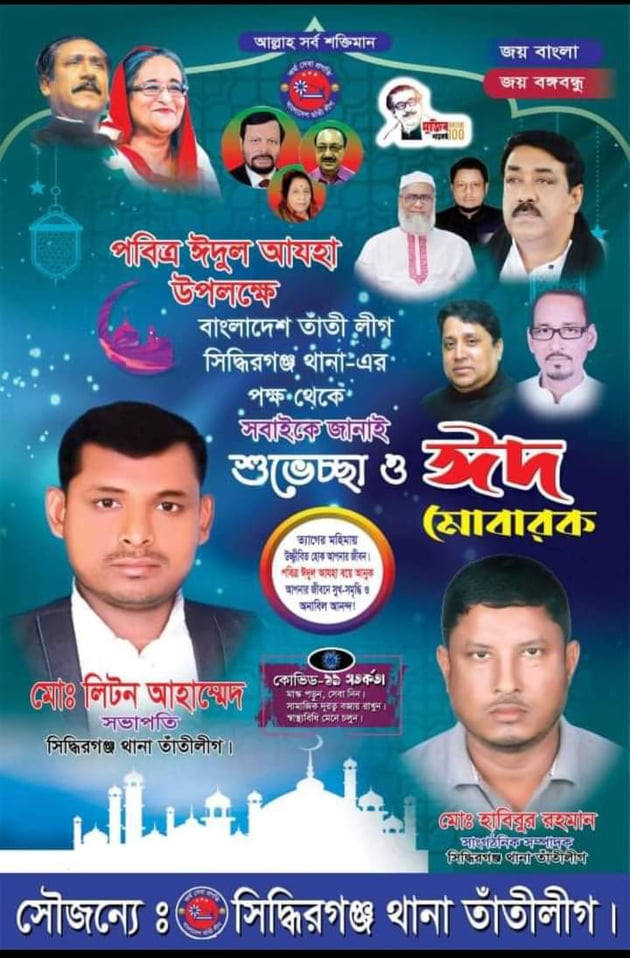 আল্লাহ সর্ব শক্তিমান
জয় বাংলা
জয় বঙ্গবন্ধু
মুজিব
100
পবিত্র ঈদুল আযহা
উপলক্ষে
বাংলাদেশ তাঁতী লীগ
সিদ্ধিরগঞ্জ থানা-এর
পক্ষ থেকে
সবাইকে জানাই
শুভেচ্ছা ও ঈদ
মোবারক
ত্যাগের মহিমায়
উজ্জীবিত হোক আপনার জীবন।
পবিত্র ঈদুল আযহা বয়ে আনুক
আপনার জীবনে সুখ-সমৃদ্ধি ও
অনাবিল আনন্দ!
কোভিড-১৯ সতর্কতা
মাস্ক পড়ুন, সেবা নিন।
সামাজিক দূরত্ব বজায় রাখুন।
স্বাস্থ্যবিধি মেনে চলুন।
মোঃ লিটন আহাম্মেদ
সভাপতি
সিদ্ধিরগঞ্জ থানা তাঁতীলীগ।
মোঃ হাবিবুর রহমান
সাংগঠনিক সম্পাদক
সিদ্ধিরগঞ্জ থানা তাঁতীলীগ
সৌজন্যে ঃ সিদ্ধিরগঞ্জ থানা তাঁতীলীগ।